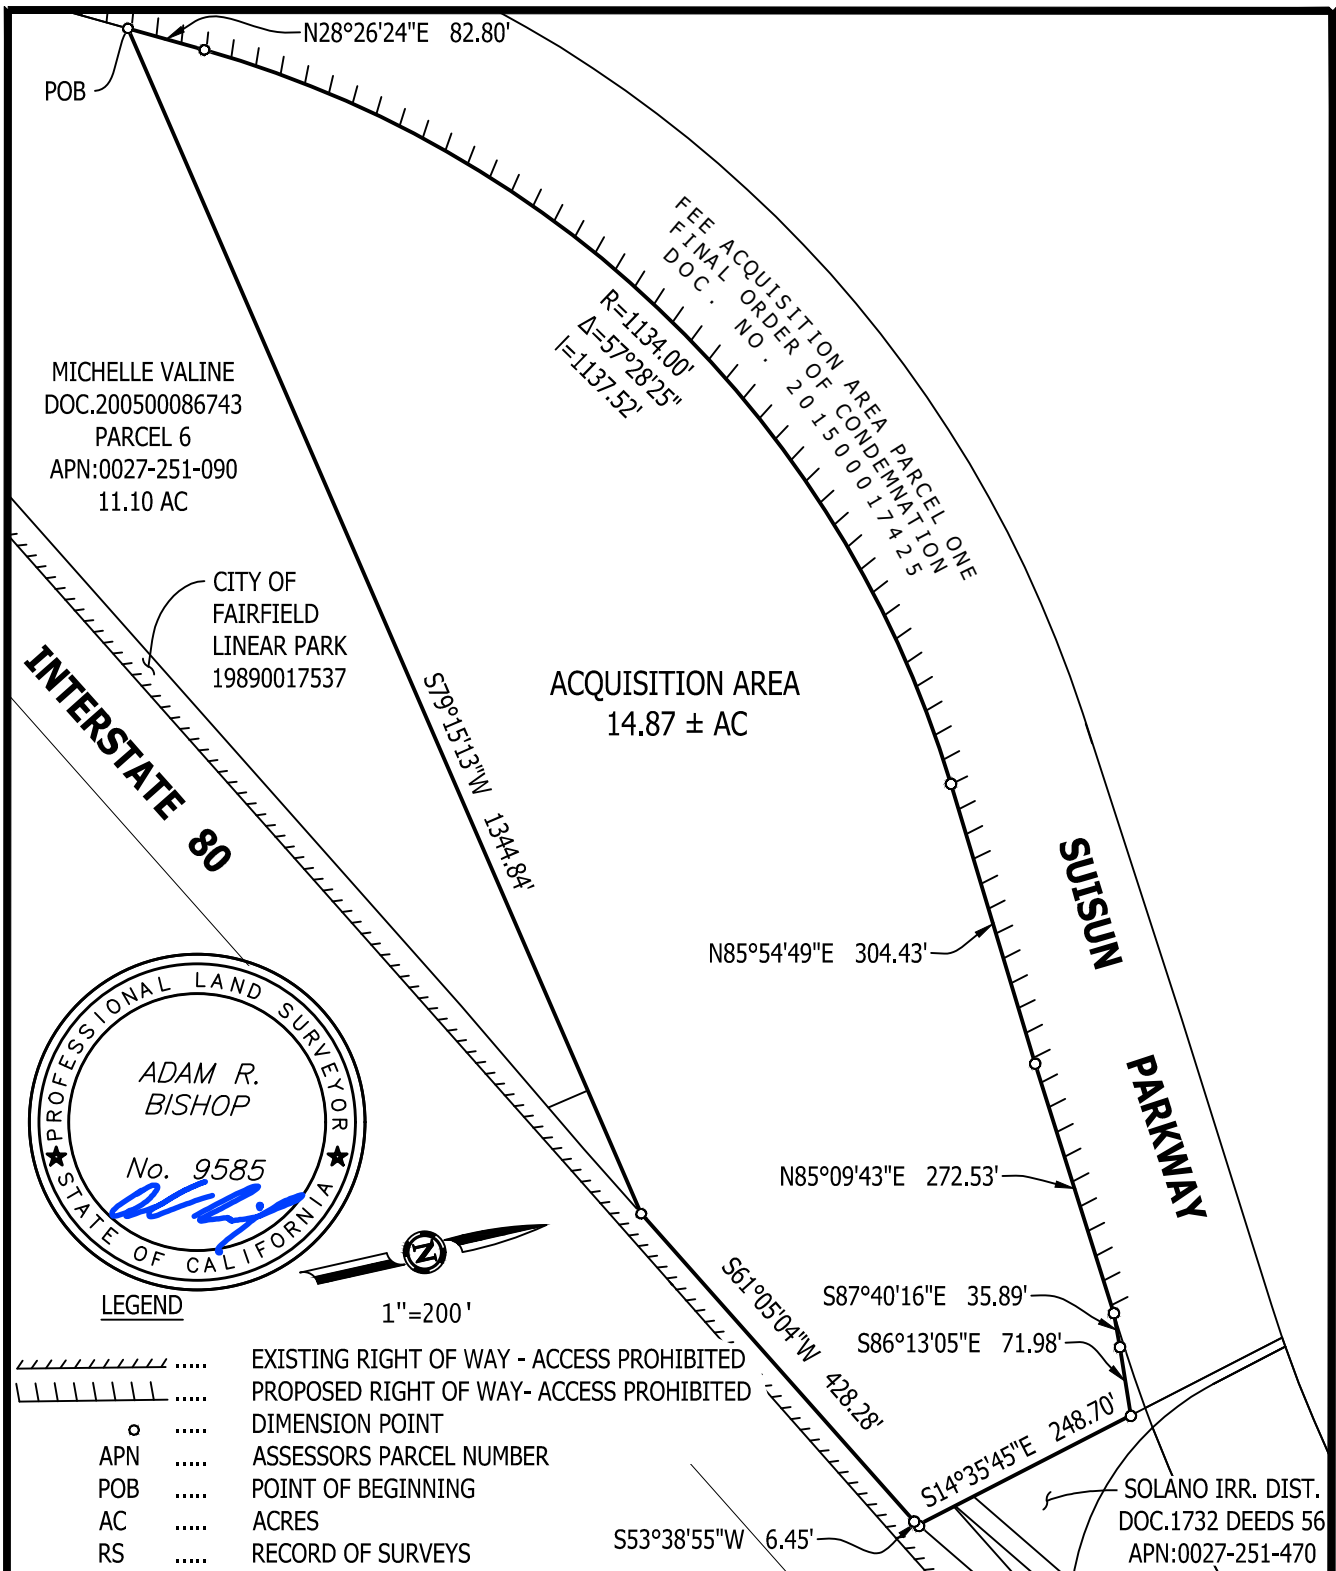 N28°26'24"E 82.80'
POB
FEE ACQUISITION AREA PARCEL ONE
FINAL ORDER OF CONDEMNATION
DOC. NO. 201500017425
R=1134.00'
Δ=57°28'25"
l=1137.52'
MICHELLE VALINE
DOC.200500086743
PARCEL 6
APN:0027-251-090
11.10 AC
CITY OF
FAIRFIELD
LINEAR PARK
19890017537
INTERSTATE 80
S79°15'13"W 1344.84'
ACQUISITION AREA
14.87 ± AC
SUISUN PARKWAY
N85°54'49"E 304.43'
PROFESSIONAL LAND SURVEYOR
ADAM R.
BISHOP
No. 9585
STATE OF CALIFORNIA
N85°09'43"E 272.53'
N
1"=200'
S61°05'04"W 428.28'
S87°40'16"E 35.89'
S86°13'05"E 71.98'
S14°35'45"E 248.70'
S53°38'55"W 6.45'
SOLANO IRR. DIST.
DOC.1732 DEEDS 56
APN:0027-251-470
LEGEND
..... EXISTING RIGHT OF WAY - ACCESS PROHIBITED
..... PROPOSED RIGHT OF WAY- ACCESS PROHIBITED
..... DIMENSION POINT
APN ..... ASSESSORS PARCEL NUMBER
POB ..... POINT OF BEGINNING
AC ..... ACRES
RS ..... RECORD OF SURVEYS